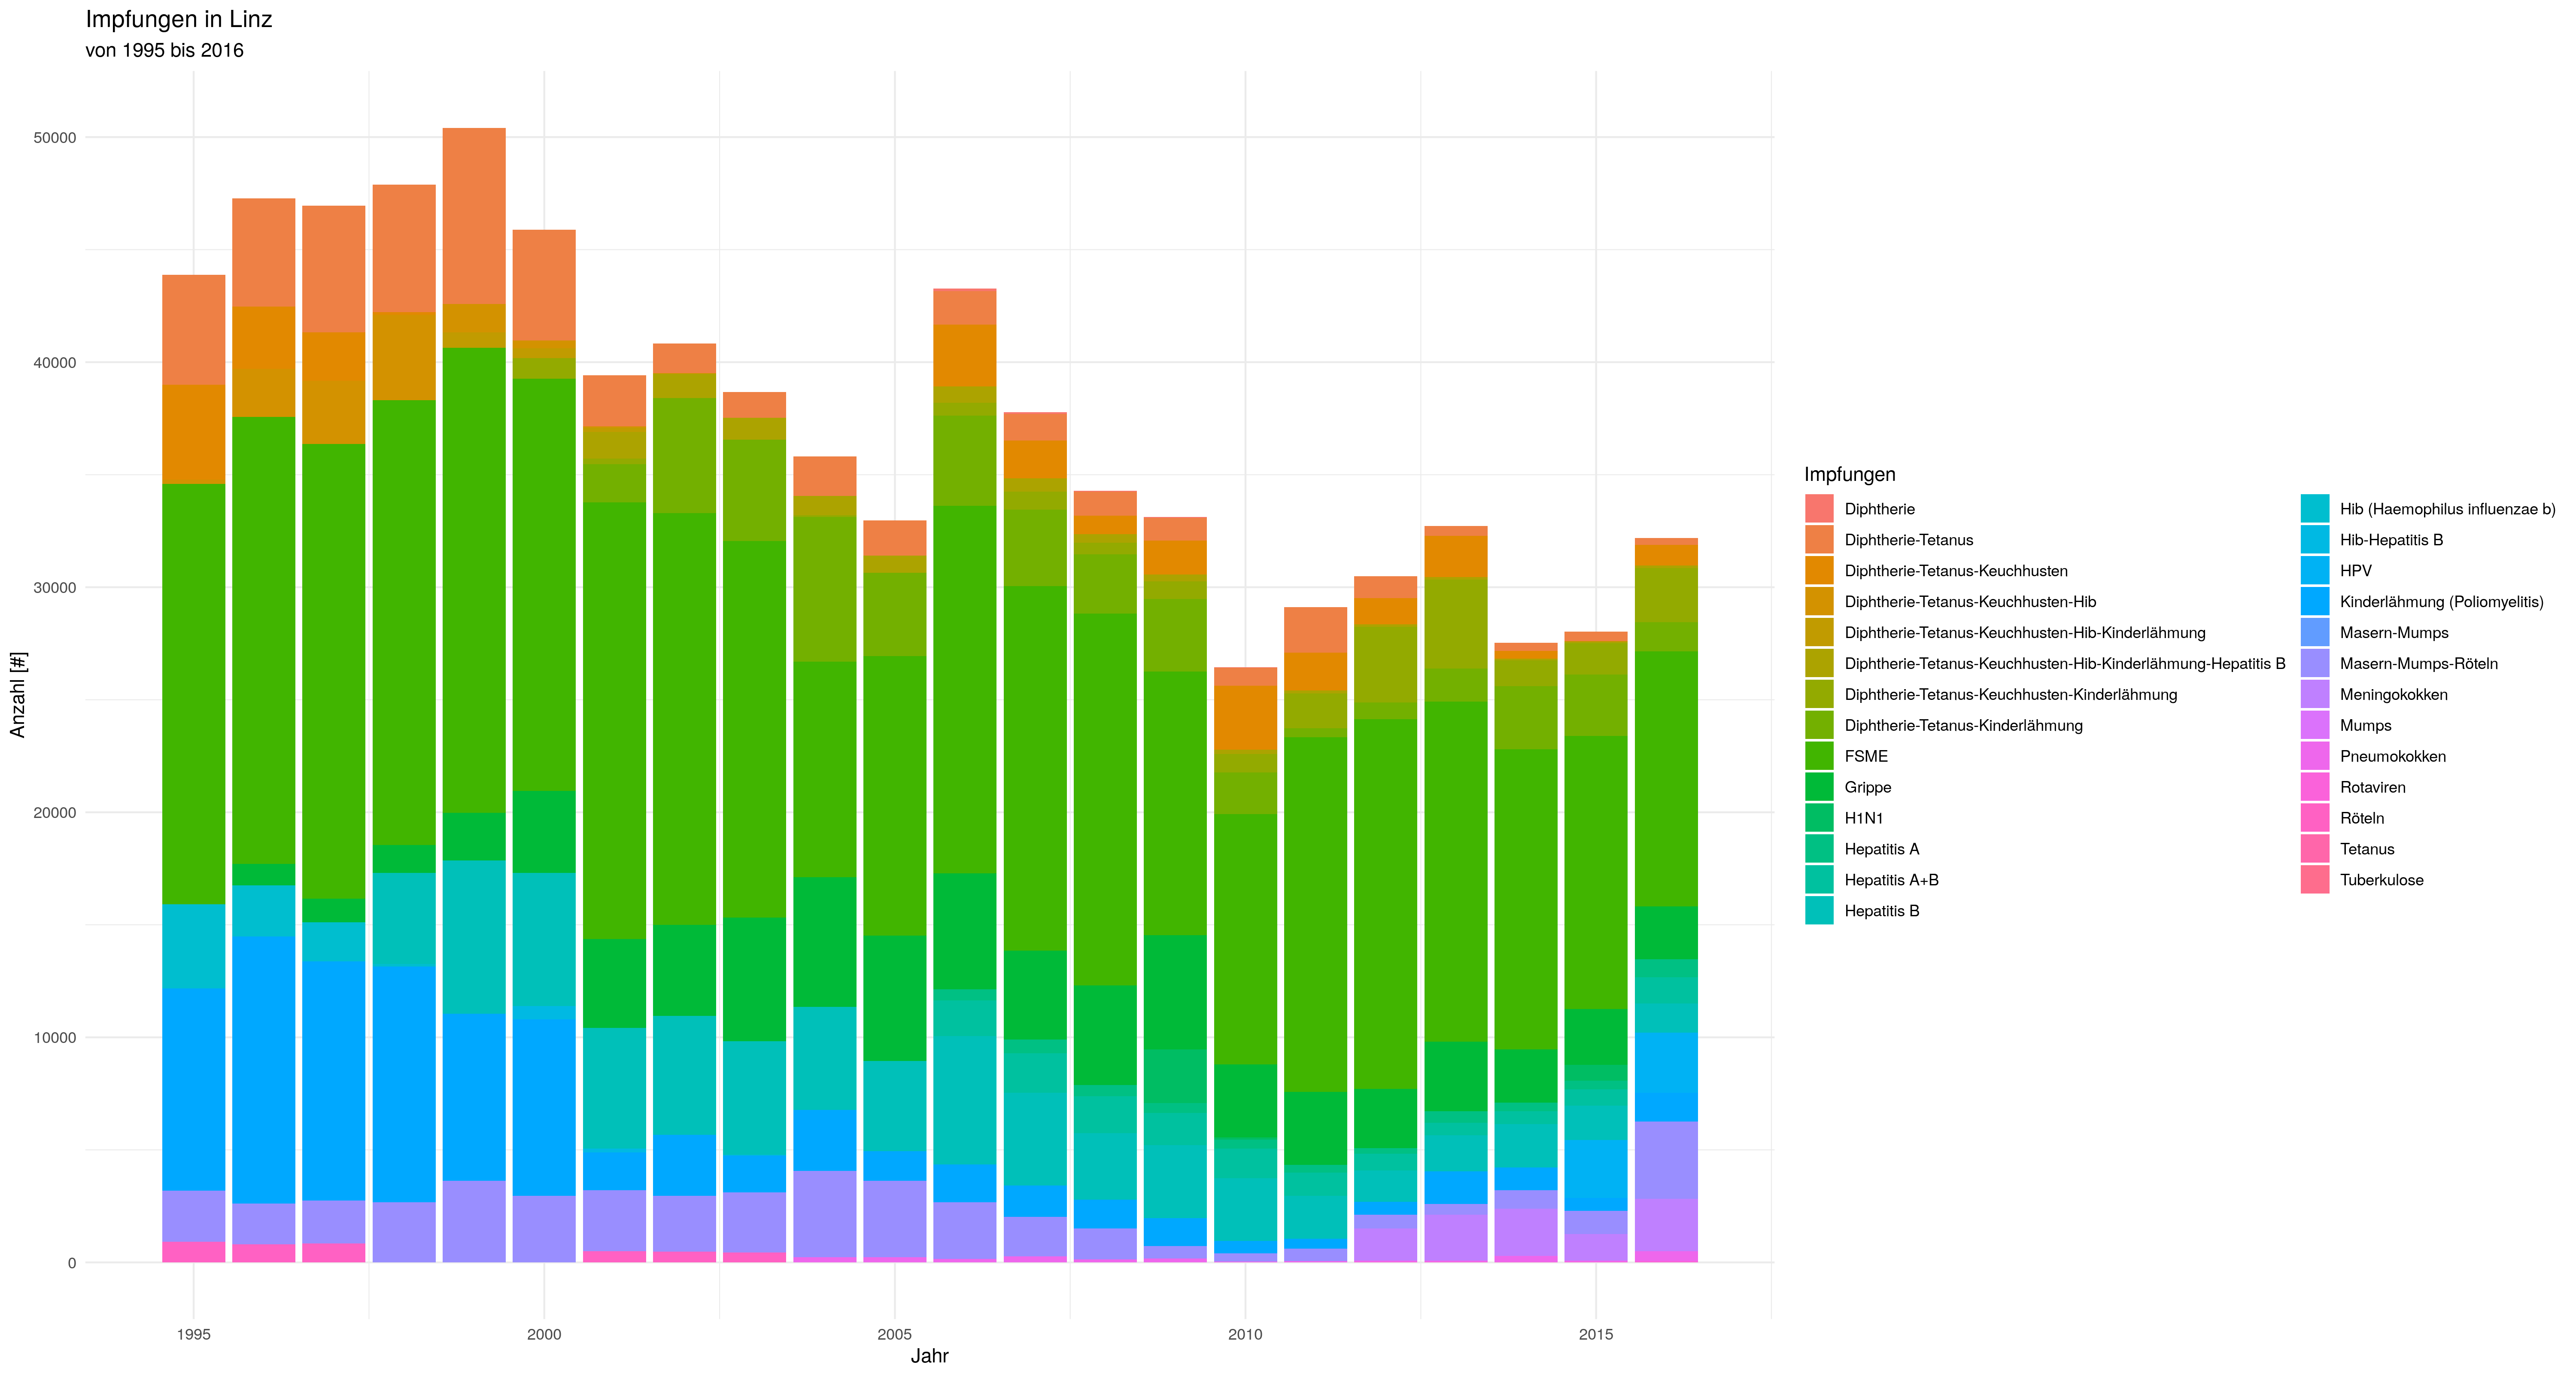 Impfungen in Linz
von 1995 bis 2016
50000
40000
30000
20000
10000
0
Anzahl [#]
1995
2000
2005
2010
2015
Jahr
Impfungen
Diphtherie
Diphtherie-Tetanus
Diphtherie-Tetanus-Keuchhusten
Diphtherie-Tetanus-Keuchhusten-Hib
Diphtherie-Tetanus-Keuchhusten-Hib-Kinderlähmung
Diphtherie-Tetanus-Keuchhusten-Hib-Kinderlähmung-Hepatitis B
Diphtherie-Tetanus-Keuchhusten-Kinderlähmung
Diphtherie-Tetanus-Kinderlähmung
FSME
Grippe
H1N1
Hepatitis A
Hepatitis A+B
Hepatitis B
Hib (Haemophilus influenzae b)
Hib-Hepatitis B
HPV
Kinderlähmung (Poliomyelitis)
Masern-Mumps
Masern-Mumps-Röteln
Meningokokken
Mumps
Pneumokokken
Rotaviren
Röteln
Tetanus
Tuberkulose